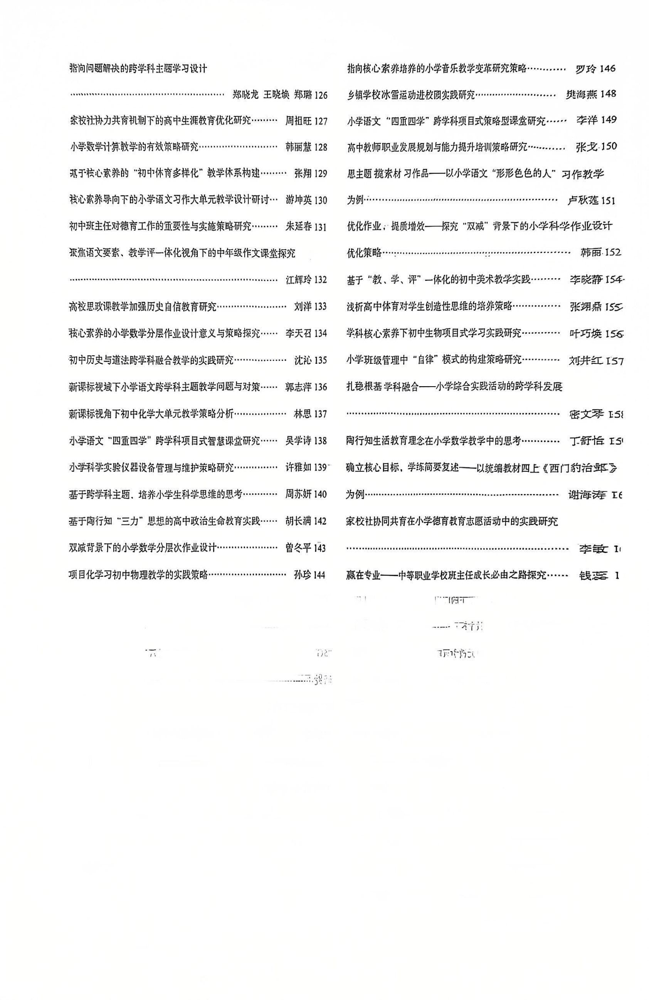 指向问题解决的跨学科主题学习设计
………………………………………… 郑晓龙 王晓焕 郑璐 126
家校社协力共育机制下的高中生涯教育优化研究……… 周祖旺 127
小学数学计算教学的有效策略研究……………………… 韩丽慧 128
基于核心素养的“初中体育多样化”教学体系构建……… 张翔 129
核心素养导向下的小学语文习作大单元教学设计研讨… 游坤英 130
初中班主任对德育工作的重要性与实施策略研究……… 朱延春 131
聚焦语文要素、教学评一体化视角下的中年级作文课堂探究
………………………………………………………… 江辉玲 132
高校思政课教学加强历史自信教育研究…………………… 刘洋 133
核心素养的小学数学分层作业设计意义与策略探究…… 李天召 134
初中历史与道法跨学科融合教学的实践研究……………… 沈沁 135
新课标视域下小学语文跨学科主题教学问题与对策…… 郭志萍 136
新课标视角下初中化学大单元教学策略分析……………… 林思 137
小学语文“四重四学”跨学科项目式智慧课堂研究…… 吴学诗 138
小学科学实验仪器设备管理与维护策略研究…………… 许雅如 139
基于跨学科主题,培养小学生科学思维的思考………… 周苏妍 140
基于陶行知“三力”思想的高中政治生命教育实践…… 胡长满 142
双减背景下的小学数学分层次作业设计………………… 曾冬平 143
项目化学习初中物理教学的实践策略……………………… 孙珍 144
指向核心素养培养的小学音乐教学变革研究策略………… 罗玲 146
乡镇学校冰雪运动进校园实践研究……………………… 樊海燕 148
小学语文“四重四学”跨学科项目式策略型课堂研究…… 李洋 149
高中教师职业发展规划与能力提升培训策略研究………… 张戈 150
思主题 揽素材 习作品——以小学语文“形形色色的人”习作教学
为例……………………………………………………… 卢秋莲 151
优化作业,提质增效——探究“双减”背景下的小学科学作业设计
优化策略…………………………………………………… 韩丽 152
基于“教、学、评”一体化的初中美术教学实践……… 李晓静 154
浅析高中体育对学生创造性思维的培养策略…………… 张翊鼎 155
学科核心素养下初中生物项目式学习实践研究………… 叶巧焕 156
小学班级管理中“自律”模式的构建策略研究………… 刘井红 157
扎稳根基 学科融合——小学综合实践活动的跨学科发展
………………………………………………………… 密文琴 158
陶行知生活教育理念在小学数学教学中的思考………… 丁舒怡 15
确立核心目标,学练简要复述——以统编教材四上《西门豹治邺》
为例……………………………………………………… 谢海涛 16
家校社协同共育在小学德育教育志愿活动中的实践研究
…………………………………………………………… 李敏 1
赢在专业——中等职业学校班主任成长必由之路探究…… 钱蕊 1